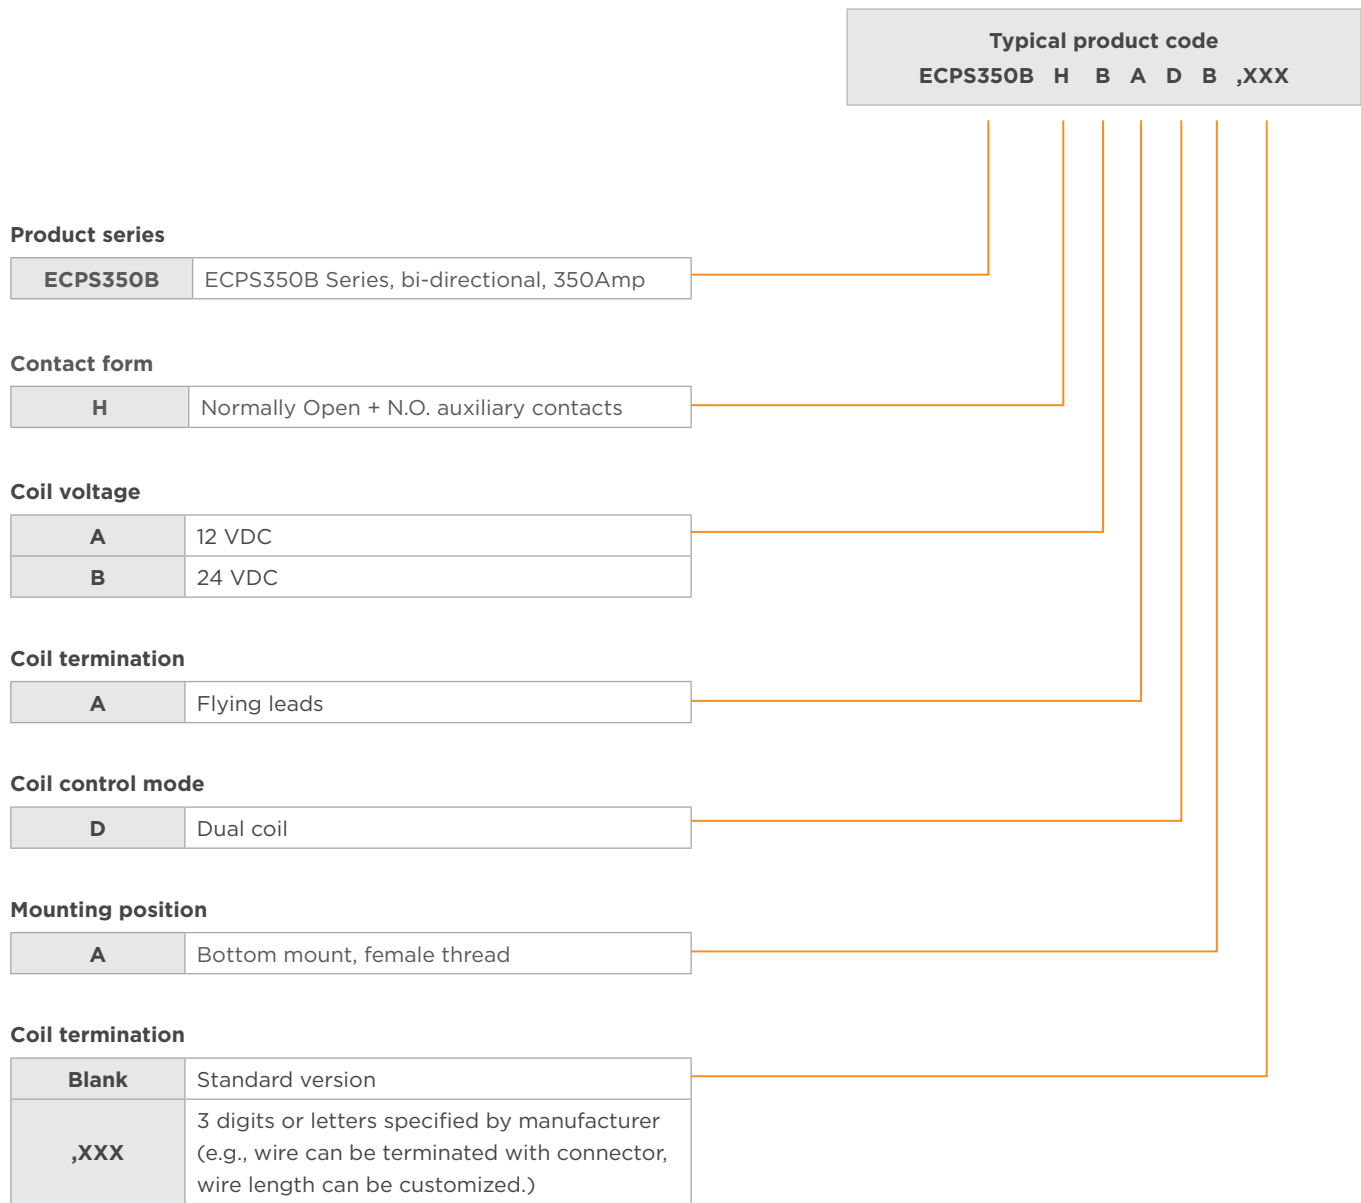 Typical product code
ECPS350B H B A D B ,XXX
Product series
ECPS350B ECPS350B Series, bi-directional, 350Amp
Contact form
H Normally Open + N.O. auxiliary contacts
Coil voltage
A 12 VDC
B 24 VDC
Coil termination
A Flying leads
Coil control mode
D Dual coil
Mounting position
A Bottom mount, female thread
Coil termination
Blank Standard version
,XXX 3 digits or letters specified by manufacturer
(e.g., wire can be terminated with connector,
wire length can be customized.)